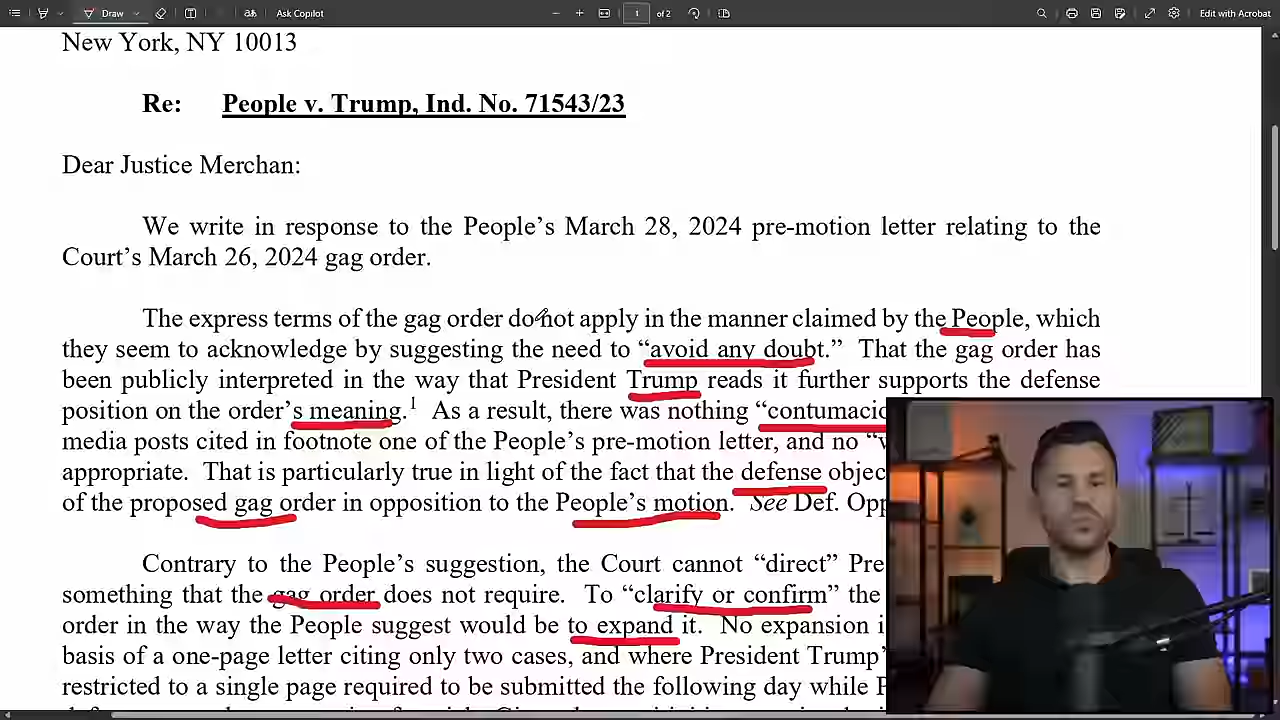 Draw
Ask Copilot
1 of 2
Edit with Acrobat
New York, NY 10013
Re: People v. Trump, Ind. No. 71543/23
Dear Justice Merchan:
We write in response to the People’s March 28, 2024 pre-motion letter relating to the
Court’s March 26, 2024 gag order.
The express terms of the gag order do not apply in the manner claimed by the People, which
they seem to acknowledge by suggesting the need to “avoid any doubt.” That the gag order has
been publicly interpreted in the way that President Trump reads it further supports the defense
position on the order’s meaning.1 As a result, there was nothing “contumacio
media posts cited in footnote one of the People’s pre-motion letter, and no “
appropriate. That is particularly true in light of the fact that the defense objec
of the proposed gag order in opposition to the People’s motion. See Def. Opp
Contrary to the People’s suggestion, the Court cannot “direct” Pre
something that the gag order does not require. To “clarify or confirm” the
order in the way the People suggest would be to expand it. No expansion i
basis of a one-page letter citing only two cases, and where President Trump’
restricted to a single page required to be submitted the following day while